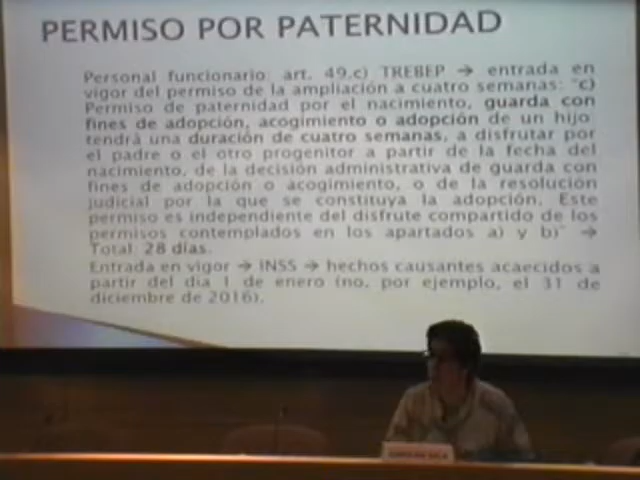 PERMISO POR PATERNIDAD
Personal funcionario: art. 49.c) TREBEP → entrada en
vigor del permiso de la ampliación a cuatro semanas: "c)
Permiso de paternidad por el nacimiento, guarda con
fines de adopción, acogimiento o adopción de un hijo
tendrá una duración de cuatro semanas, a disfrutar por
el padre o el otro progenitor a partir de la fecha del
nacimiento, de la decisión administrativa de guarda con
fines de adopción o acogimiento, o de la resolución
judicial por la que se constituya la adopción. Este
permiso es independiente del disfrute compartido de los
permisos contemplados en los apartados a) y b)" →
Total: 28 días.
Entrada en vigor → INSS → hechos causantes acaecidos a
partir del día 1 de enero (no, por ejemplo, el 31 de
diciembre de 2016).